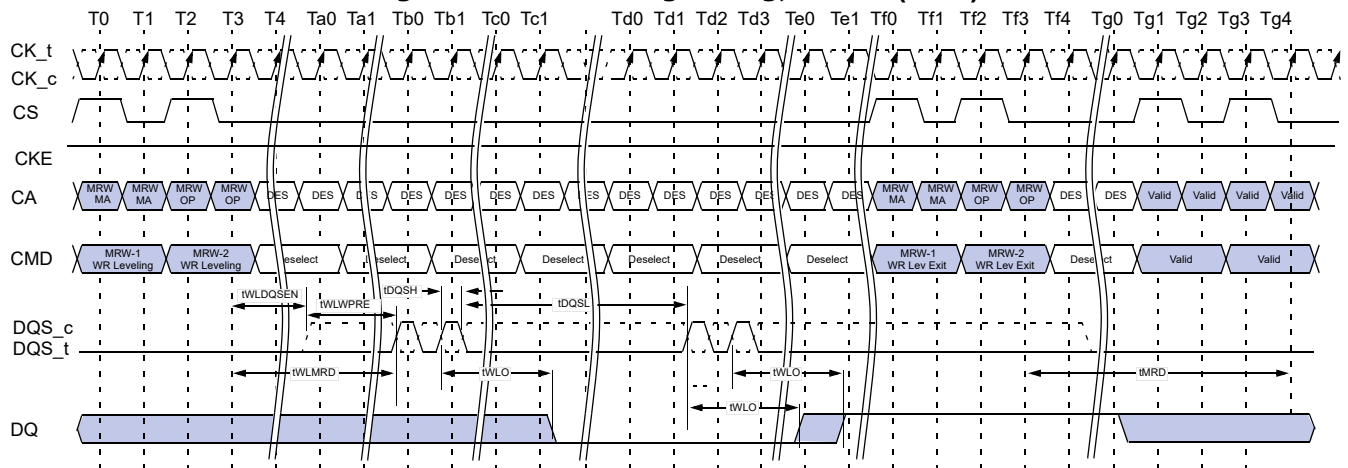 T0 T1 T2 T3 T4 Ta0 Ta1 Tb0 Tb1 Tc0 Tc1 Td0 Td1 Td2 Td3 Te0 Te1 Tf0 Tf1 Tf2 Tf3 Tf4 Tg0 Tg1 Tg2 Tg3 Tg4
CK_t
CK_c
CS
CKE
CA MRW MA MRW MA MRW OP MRW OP DES DES DES DES DES DES DES DES DES DES DES DES DES DES MRW MA MRW MA MRW OP MRW OP DES DES Valid Valid Valid Valid
CMD MRW-1 WR Leveling MRW-2 WR Leveling Deselect Deselect Deselect Deselect Deselect Deselect Deselect MRW-1 WR Lev Exit MRW-2 WR Lev Exit Deselect Valid Valid
tWLDQSEN tWLWPRE tDQSH tDQSL
DQS_c
DQS_t
tWLMRD tWLO tWLO tMRD
tWLO
DQ